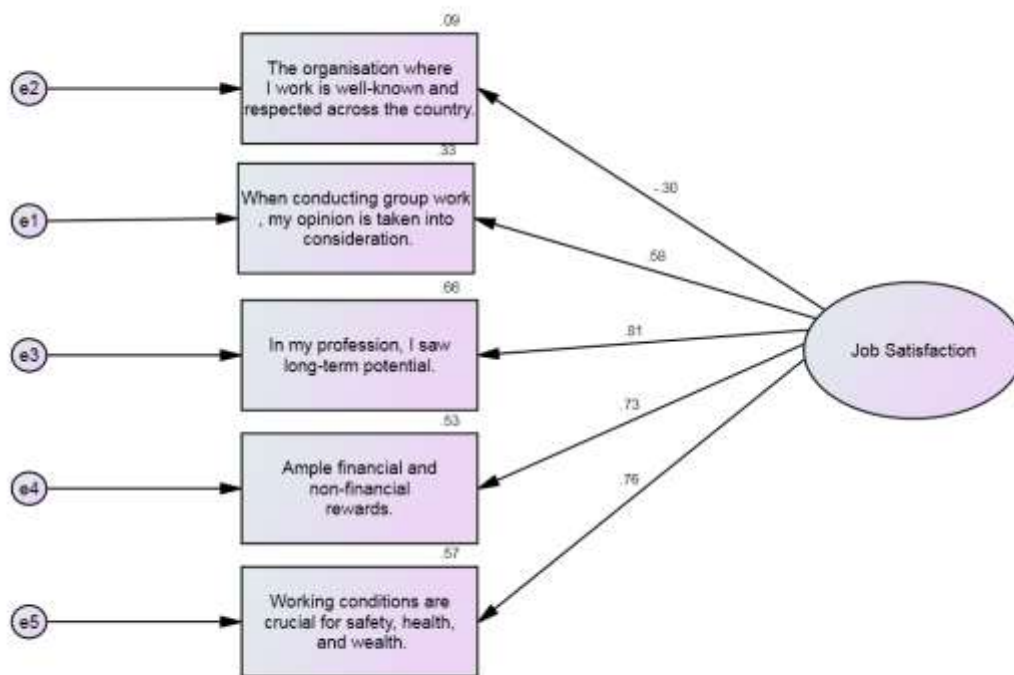 .09
e2
The organisation where
I work is well-known and
respected across the country.
-.30
.33
e1
When conducting group work
, my opinion is taken into
consideration.
.58
.66
e3
In my profession, I saw
long-term potential.
.81
Job Satisfaction
.53
e4
Ample financial and
non-financial
rewards.
.73
.57
e5
Working conditions are
crucial for safety, health,
and wealth.
.76